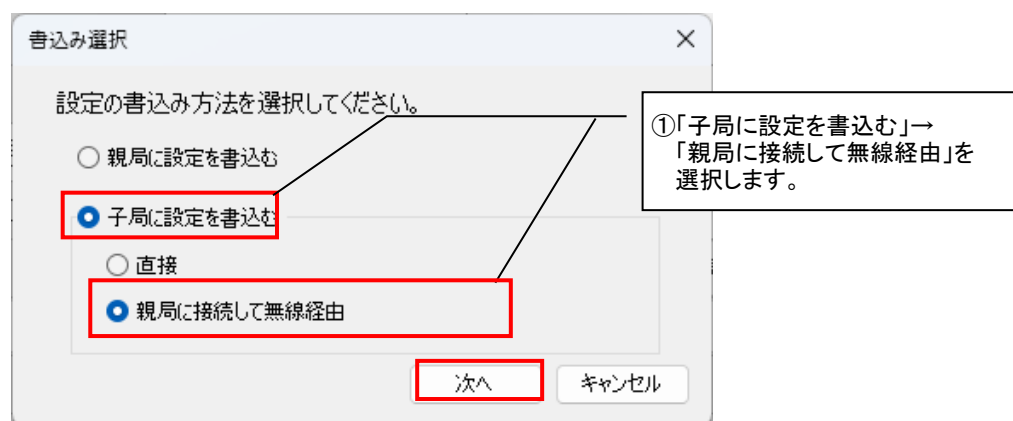 書込み選択
設定の書込み方法を選択してください。
親局に設定を書込む
子局に設定を書込む
直接
親局に接続して無線経由
次へ
キャンセル
①「子局に設定を書込む」→
「親局に接続して無線経由」を
選択します。